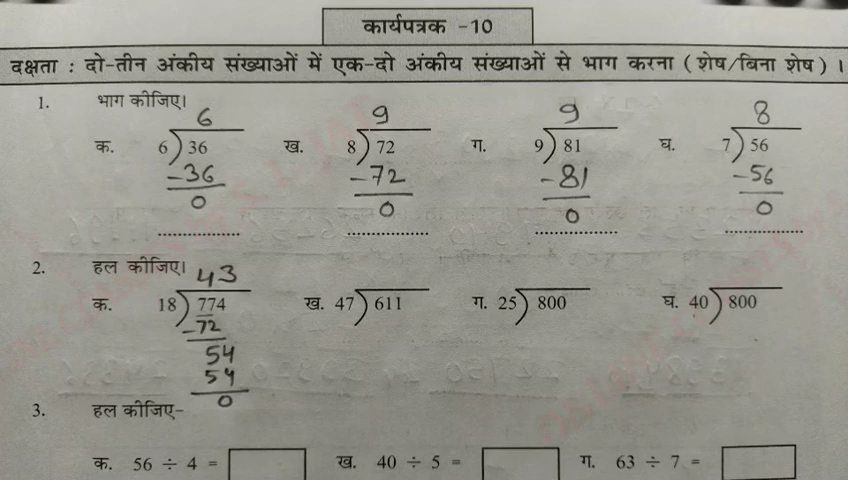 कार्यपत्रक -10
दक्षता : दो-तीन अंकीय संख्याओं में एक-दो अंकीय संख्याओं से भाग करना ( शेष/बिना शेष ) ।
1. भाग कीजिए।
6 9 9 8
क. 6)36 ख. 8)72 ग. 9)81 घ. 7)56
-36 -72 -81 -56
0 0 0 0
2. हल कीजिए।
43
क. 18)774 ख. 47)611 ग. 25)800 घ. 40)800
-72
54
54
0
3. हल कीजिए-
क. 56 ÷ 4 = ख. 40 ÷ 5 = ग. 63 ÷ 7 =